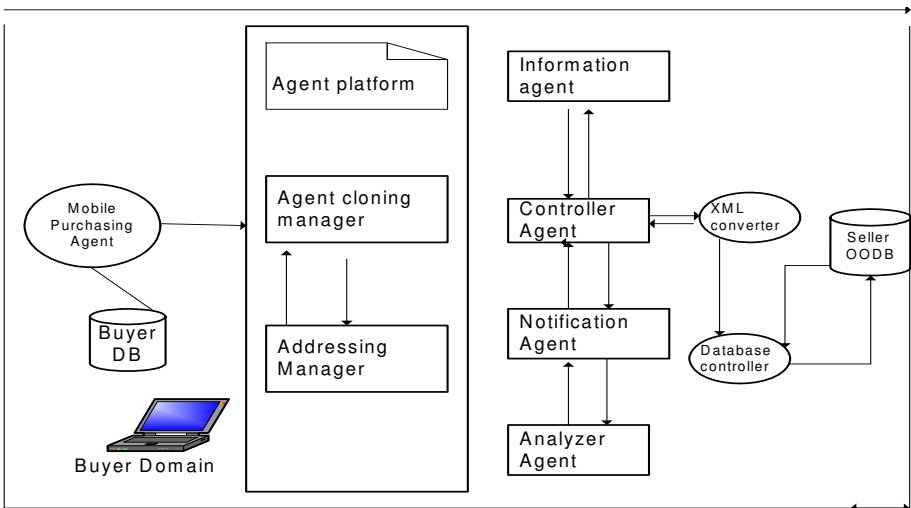 Agent platform
Information
agent
Mobile
Purchasing
Agent
Agent cloning
manager
Controller
Agent
XML
converter
Seller
OODB
Buyer
DB
Addressing
Manager
Notification
Agent
Database
controller
Buyer Domain
Analyzer
Agent